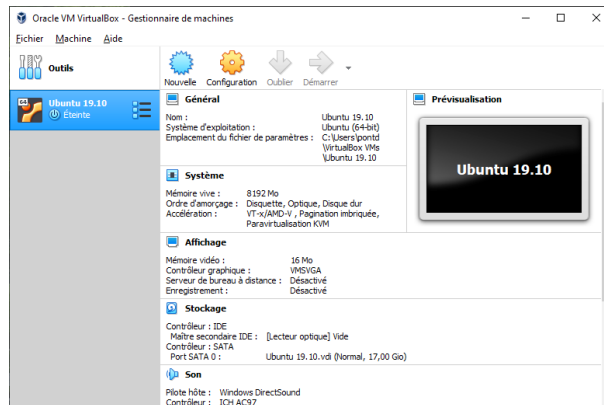 Oracle VM VirtualBox - Gestionnaire de machines
Fichier Machine Aide
Outils
Nouvelle Configuration Oublier Démarrer
64
Ubuntu 19.10
Éteinte
Général
Nom : Ubuntu 19.10
Système d'exploitation : Ubuntu (64-bit)
Emplacement du fichier de paramètres : C:\Users\pontd
\VirtualBox VMs
\Ubuntu 19.10
Prévisualisation
Ubuntu 19.10
Système
Mémoire vive : 8192 Mo
Ordre d'amorçage : Disquette, Optique, Disque dur
Accélération : VT-x/AMD-V , Pagination imbriquée,
Paravirtualisation KVM
Affichage
Mémoire vidéo : 16 Mo
Contrôleur graphique : VMSVGA
Serveur de bureau à distance : Désactivé
Enregistrement : Désactivé
Stockage
Contrôleur : IDE
Maître secondaire IDE : [Lecteur optique] Vide
Contrôleur : SATA
Port SATA 0 : Ubuntu 19.10.vdi (Normal, 17,00 Gio)
Son
Pilote hôte : Windows DirectSound
Contrôleur : ICH AC97